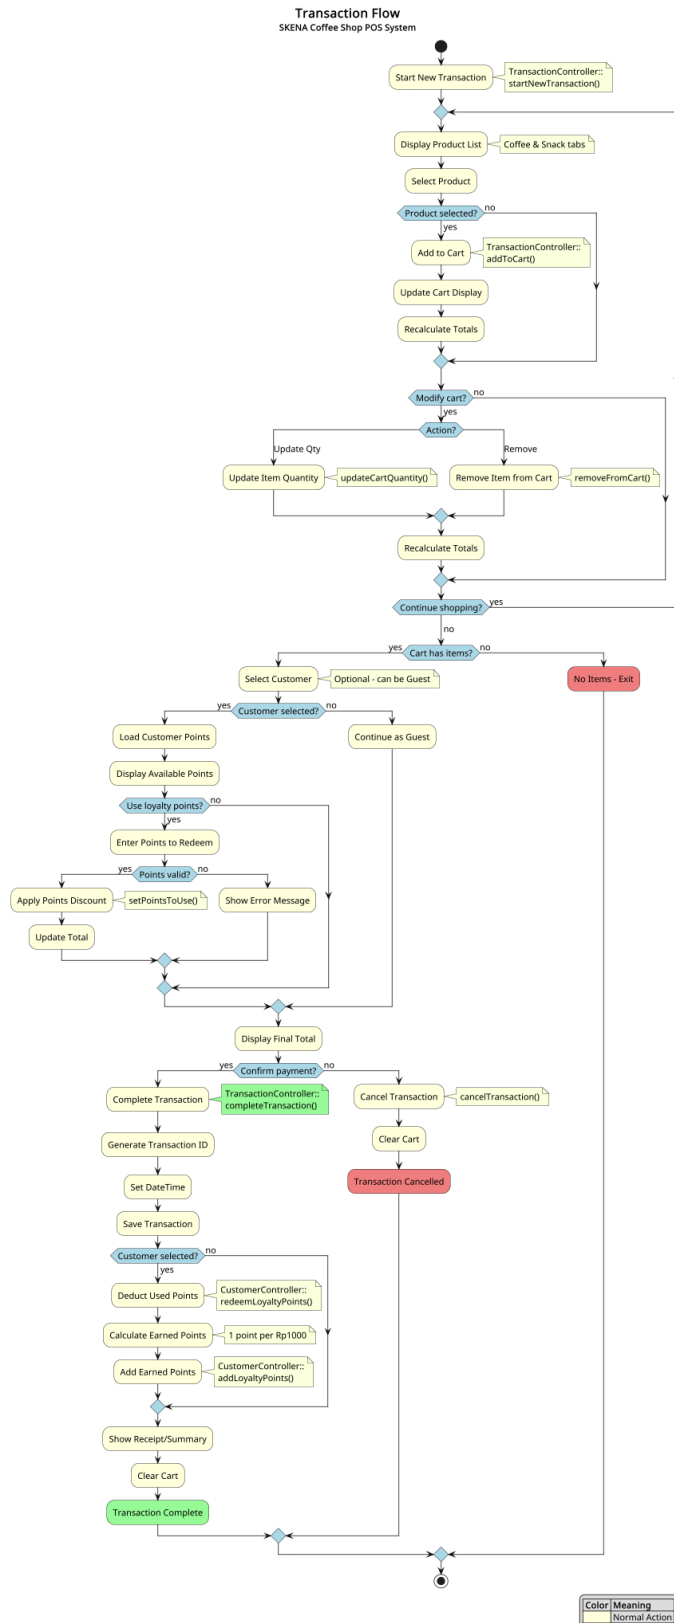 Transaction Flow
SKENA Coffee Shop POS System
Start New Transaction
TransactionController::
startNewTransaction()
Display Product List
Coffee & Snack tabs
Select Product
Product selected?
no
yes
Add to Cart
TransactionController::
addToCart()
Update Cart Display
Recalculate Totals
Modify cart?
no
yes
Action?
Update Qty
Remove
Update Item Quantity
updateCartQuantity()
Remove Item from Cart
removeFromCart()
Recalculate Totals
Continue shopping?
yes
no
yes
Cart has items?
no
Select Customer
Optional - can be Guest
No Items - Exit
yes
Customer selected?
no
Load Customer Points
Continue as Guest
Display Available Points
Use loyalty points?
no
yes
Enter Points to Redeem
yes
Points valid?
no
Apply Points Discount
setPointsToUse()
Show Error Message
Update Total
Display Final Total
yes
Confirm payment?
no
Complete Transaction
TransactionController::
completeTransaction()
Cancel Transaction
cancelTransaction()
Generate Transaction ID
Clear Cart
Set DateTime
Transaction Cancelled
Save Transaction
Customer selected?
no
yes
Deduct Used Points
CustomerController::
redeemLoyaltyPoints()
Calculate Earned Points
1 point per Rp1000
Add Earned Points
CustomerController::
addLoyaltyPoints()
Show Receipt/Summary
Clear Cart
Transaction Complete
Color Meaning
Normal Action